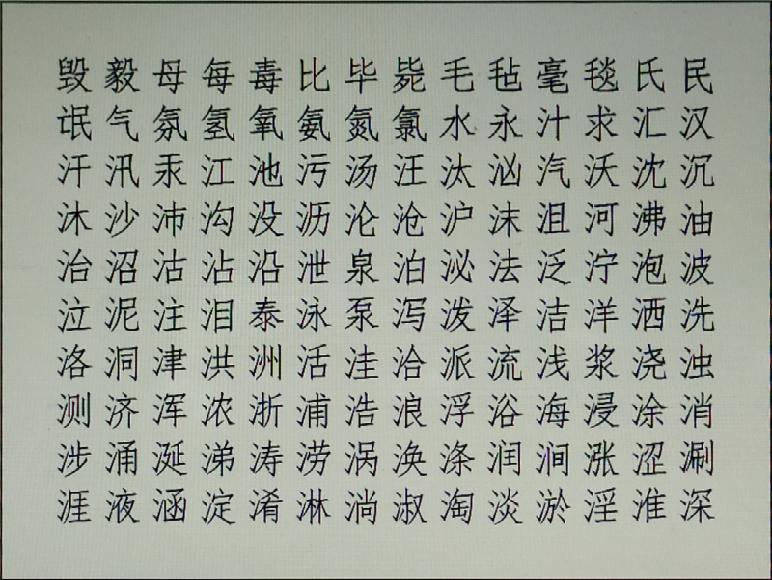 毁毅母每毒比毕毙毛毡毫毯氏民
氓气氛氢氧氨氮氯水永汁求汇汉
汗汛汞江池污汤汪汰汹汽沃沈沉
沐沙沛沟没沥沦沧沪沫沮河沸油
治沼沽沾沿泄泉泊泌法泛泞泡波
泣泥注泪泰泳泵泻泼泽洁洋洒洗
洛洞津洪洲活洼洽派流浅浆浇浊
测济浑浓浙浦浩浪浮浴海浸涂消
涉涌涎涕涛涝涡涣涤润涧涨涩涮
涯液涵淀淆淋淌淑淘淡淤淫淮深